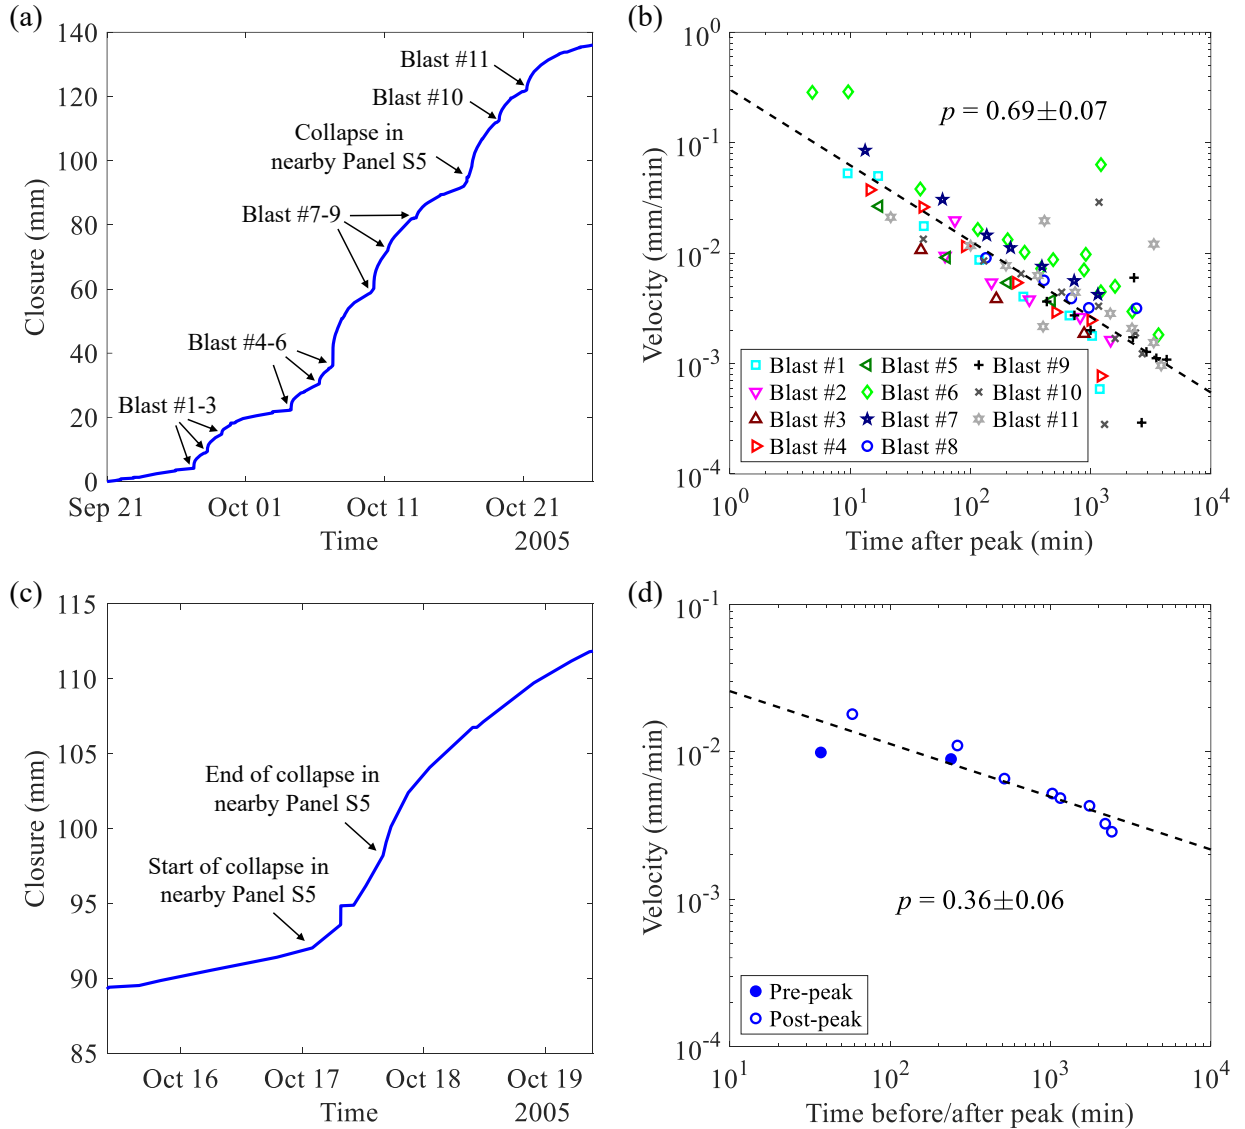 (a)
140
120
100
80
60
40
20
0
Closure (mm)
Sep 21
Oct 01
Oct 11
Oct 21
Time
2005
Blast #11
Blast #10
Collapse in
nearby Panel S5
Blast #7-9
Blast #4-6
Blast #1-3
(b)
10^0
10^-1
10^-2
10^-3
10^-4
Velocity (mm/min)
p = 0.69±0.07
Blast #1
Blast #2
Blast #3
Blast #4
Blast #5
Blast #6
Blast #7
Blast #8
Blast #9
Blast #10
Blast #11
10^0
10^1
10^2
10^3
10^4
Time after peak (min)
(c)
115
110
105
100
95
90
85
Closure (mm)
End of collapse in
nearby Panel S5
Start of collapse in
nearby Panel S5
Oct 16
Oct 17
Oct 18
Oct 19
Time
2005
(d)
10^-1
10^-2
10^-3
10^-4
Velocity (mm/min)
p = 0.36±0.06
Pre-peak
Post-peak
10^1
10^2
10^3
10^4
Time before/after peak (min)